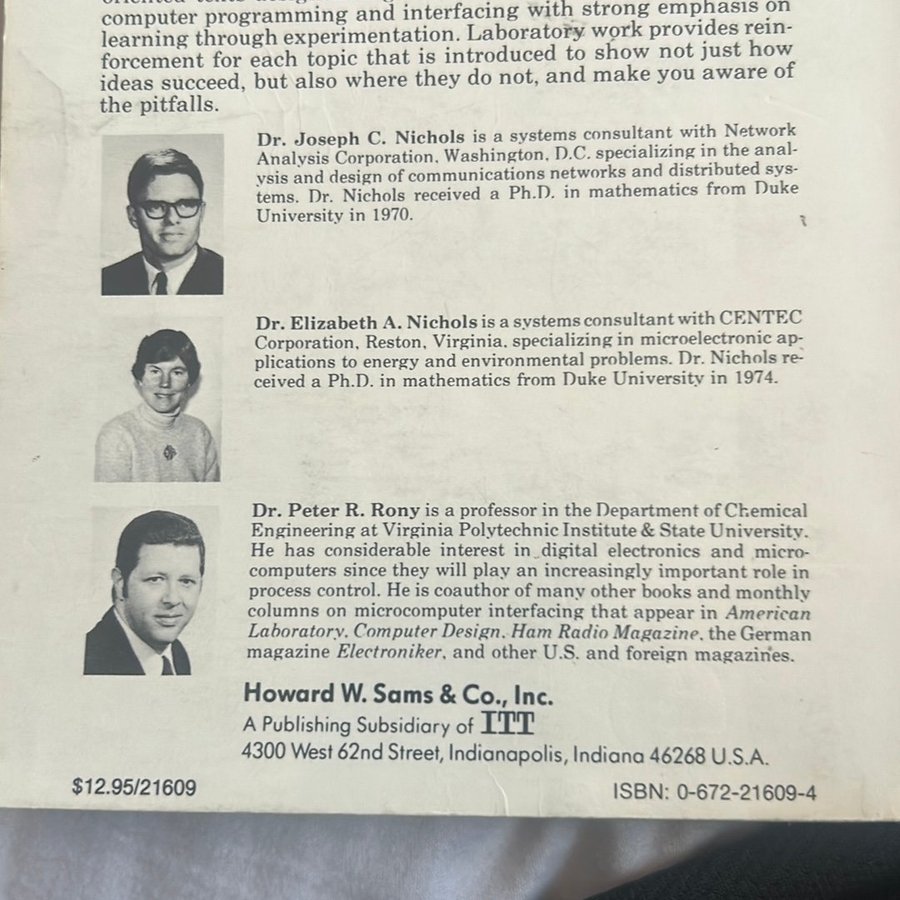 computer programming and interfacing with strong emphasis on
learning through experimentation. Laboratory work provides rein-
forcement for each topic that is introduced to show not just how
ideas succeed, but also where they do not, and make you aware of
the pitfalls.
Dr. Joseph C. Nichols is a systems consultant with Network
Analysis Corporation, Washington, D.C. specializing in the anal-
ysis and design of communications networks and distributed sys-
tems. Dr. Nichols received a Ph.D. in mathematics from Duke
University in 1970.
Dr. Elizabeth A. Nichols is a systems consultant with CENTEC
Corporation, Reston, Virginia, specializing in microelectronic ap-
plications to energy and environmental problems. Dr. Nichols re-
ceived a Ph.D. in mathematics from Duke University in 1974.
Dr. Peter R. Rony is a professor in the Department of Chemical
Engineering at Virginia Polytechnic Institute & State University.
He has considerable interest in digital electronics and micro-
computers since they will play an increasingly important role in
process control. He is coauthor of many other books and monthly
columns on microcomputer interfacing that appear in American
Laboratory, Computer Design, Ham Radio Magazine, the German
magazine Elektroniker, and other U.S. and foreign magazines.
Howard W. Sams & Co., Inc.
A Publishing Subsidiary of ITT
4300 West 62nd Street, Indianapolis, Indiana 46268 U.S.A.
$12.95/21609
ISBN: 0-672-21609-4